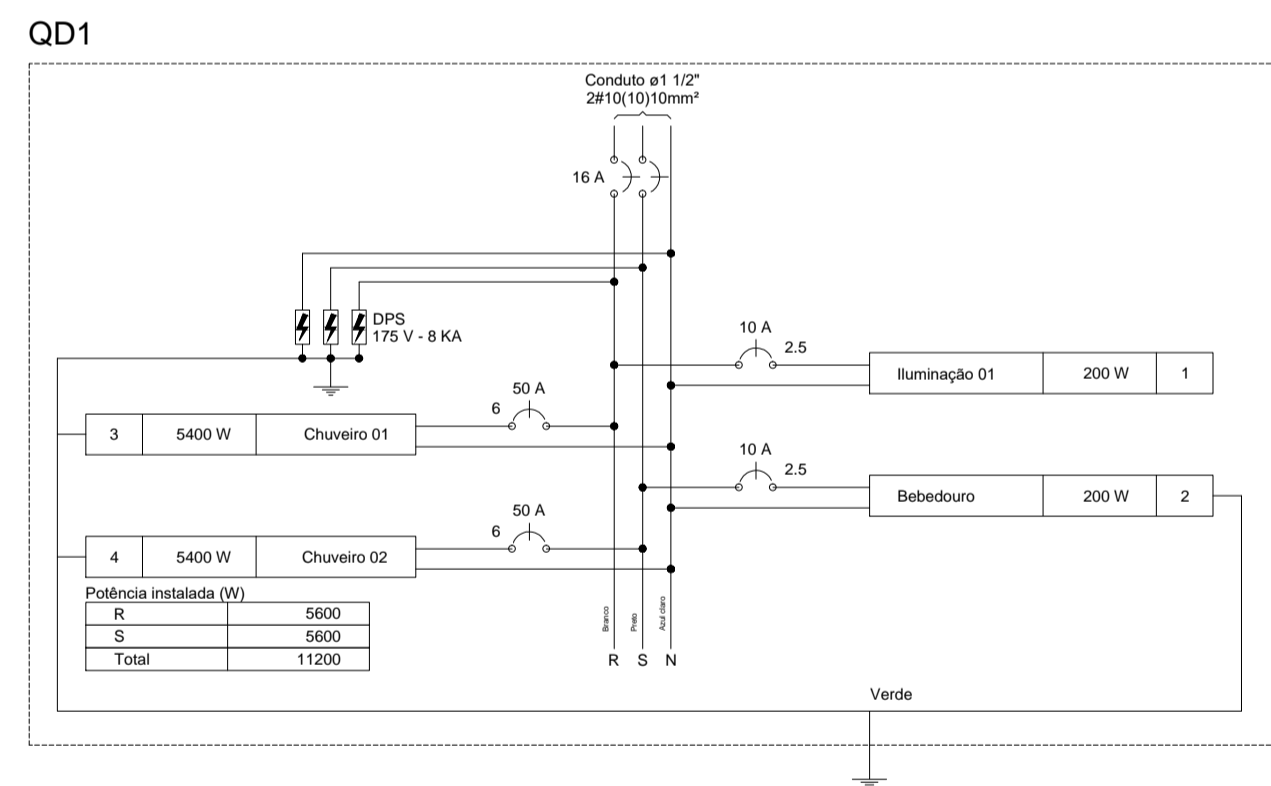 QD1
Conduto ø1 1/2"
2#10(10)10mm²
16 A
DPS
175 V - 8 KA
10 A
2.5
Iluminação 01 200 W 1
50 A
6
3 5400 W Chuveiro 01
10 A
2.5
Bebedouro 200 W 2
50 A
6
4 5400 W Chuveiro 02
Potência instalada (W)
R 5600
S 5600
Total 11200
Branco
Preto
Azul claro
R S N
Verde